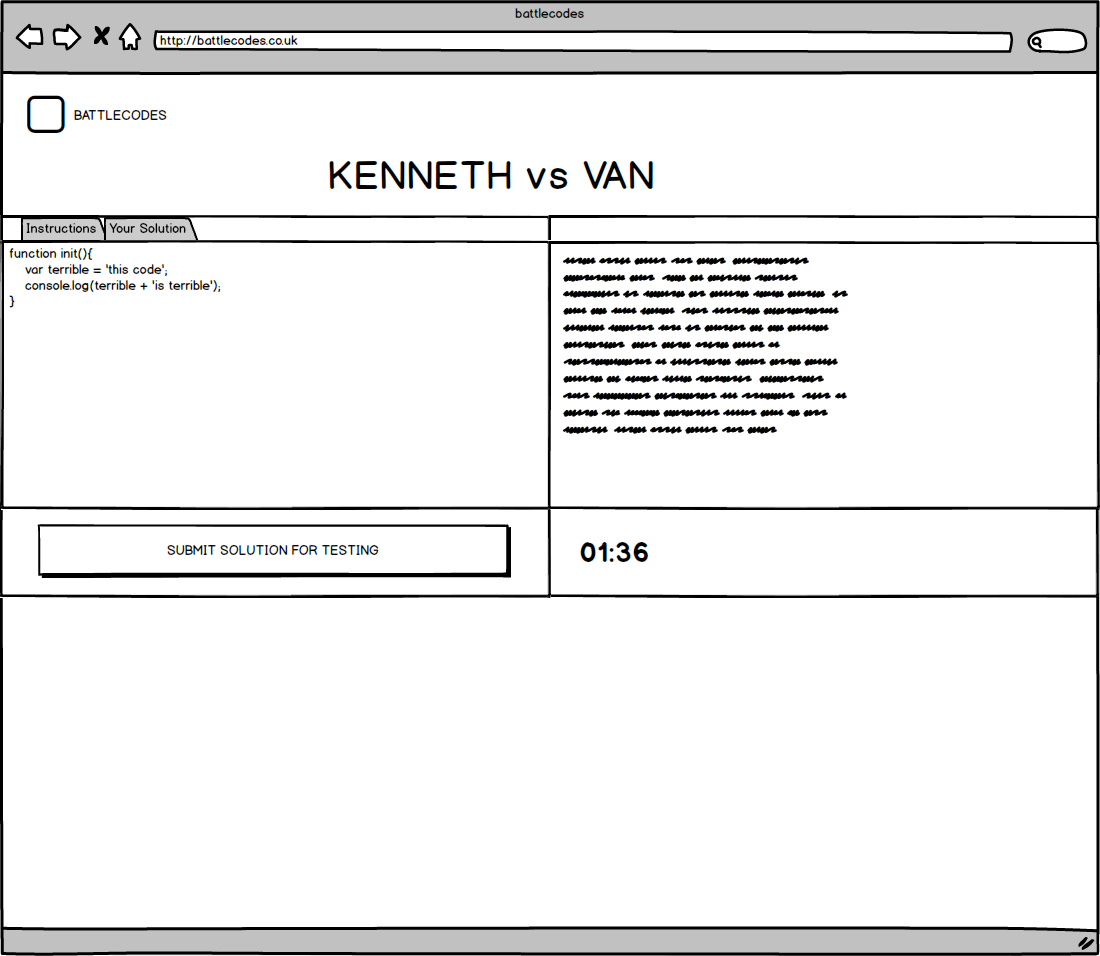 battlecodes
http://battlecodes.co.uk
BATTLECODES
KENNETH vs VAN
Instructions
Your Solution
function init(){
    var terrible = 'this code';
    console.log(terrible + 'is terrible');
}
SUBMIT SOLUTION FOR TESTING
01:36